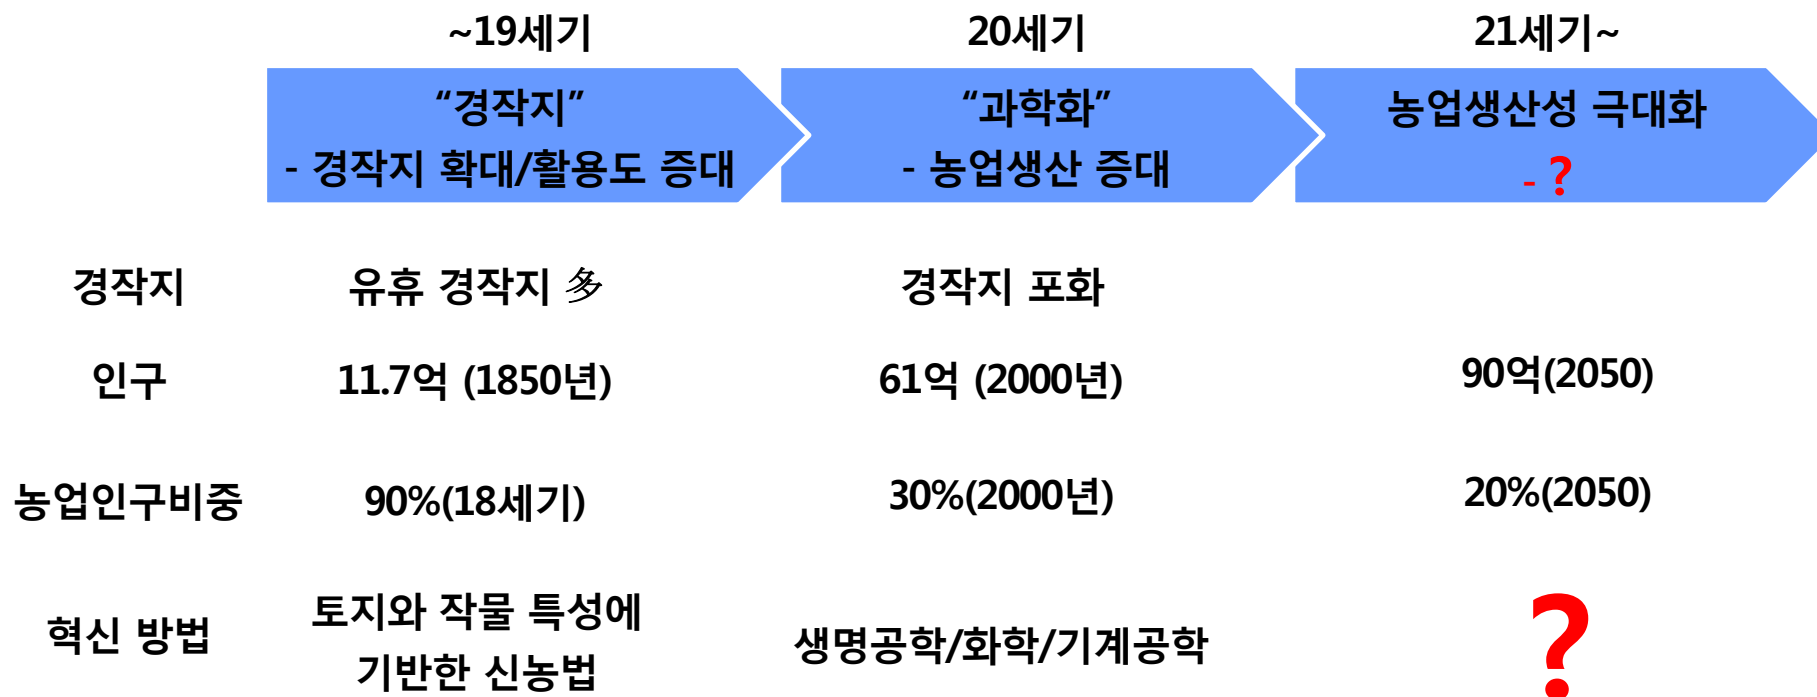 ~19세기 20세기 21세기~
“경작지” “과학화” 농업생산성 극대화
- 경작지 확대/활용도 증대 - 농업생산 증대 - ?
경작지 유휴 경작지 多 경작지 포화
인구 11.7억 (1850년) 61억 (2000년) 90억(2050)
농업인구비중 90%(18세기) 30%(2000년) 20%(2050)
혁신 방법 토지와 작물 특성에
기반한 신농법 생명공학/화학/기계공학 ?